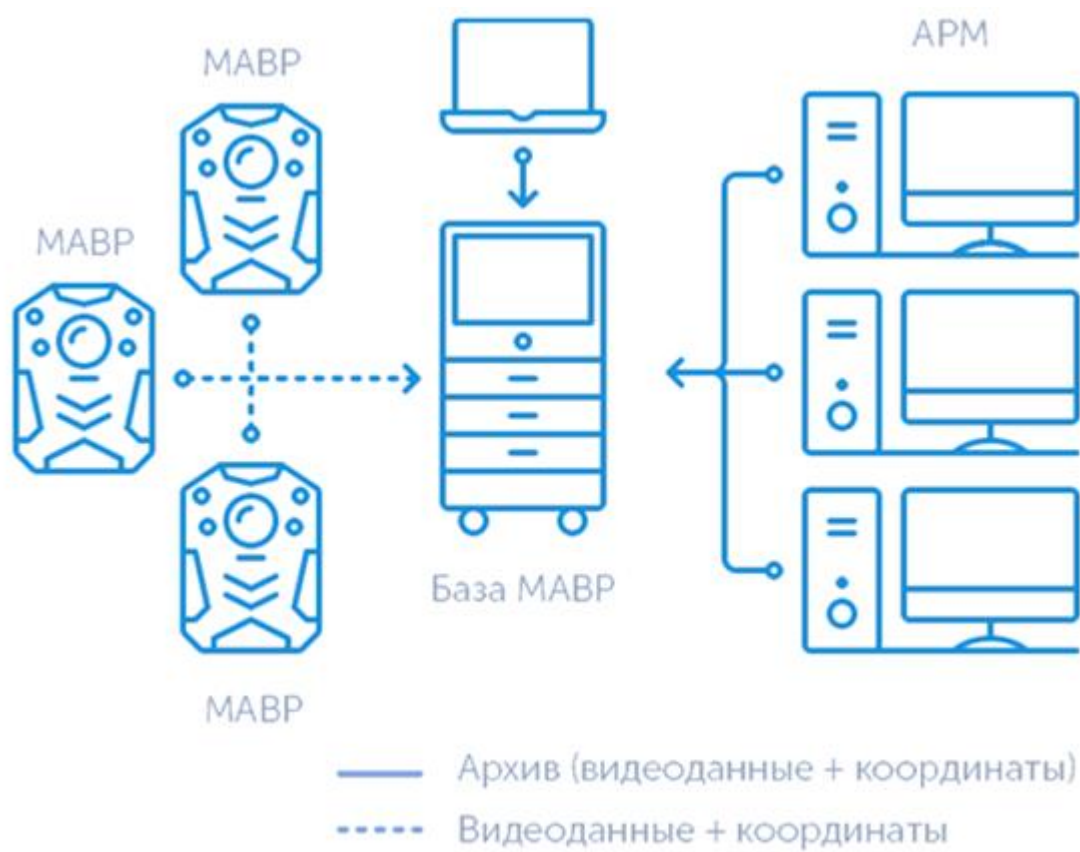 АРМ
МАВР
МАВР
База МАВР
МАВР
Архив (видеоданные + координаты)
Видеоданные + координаты